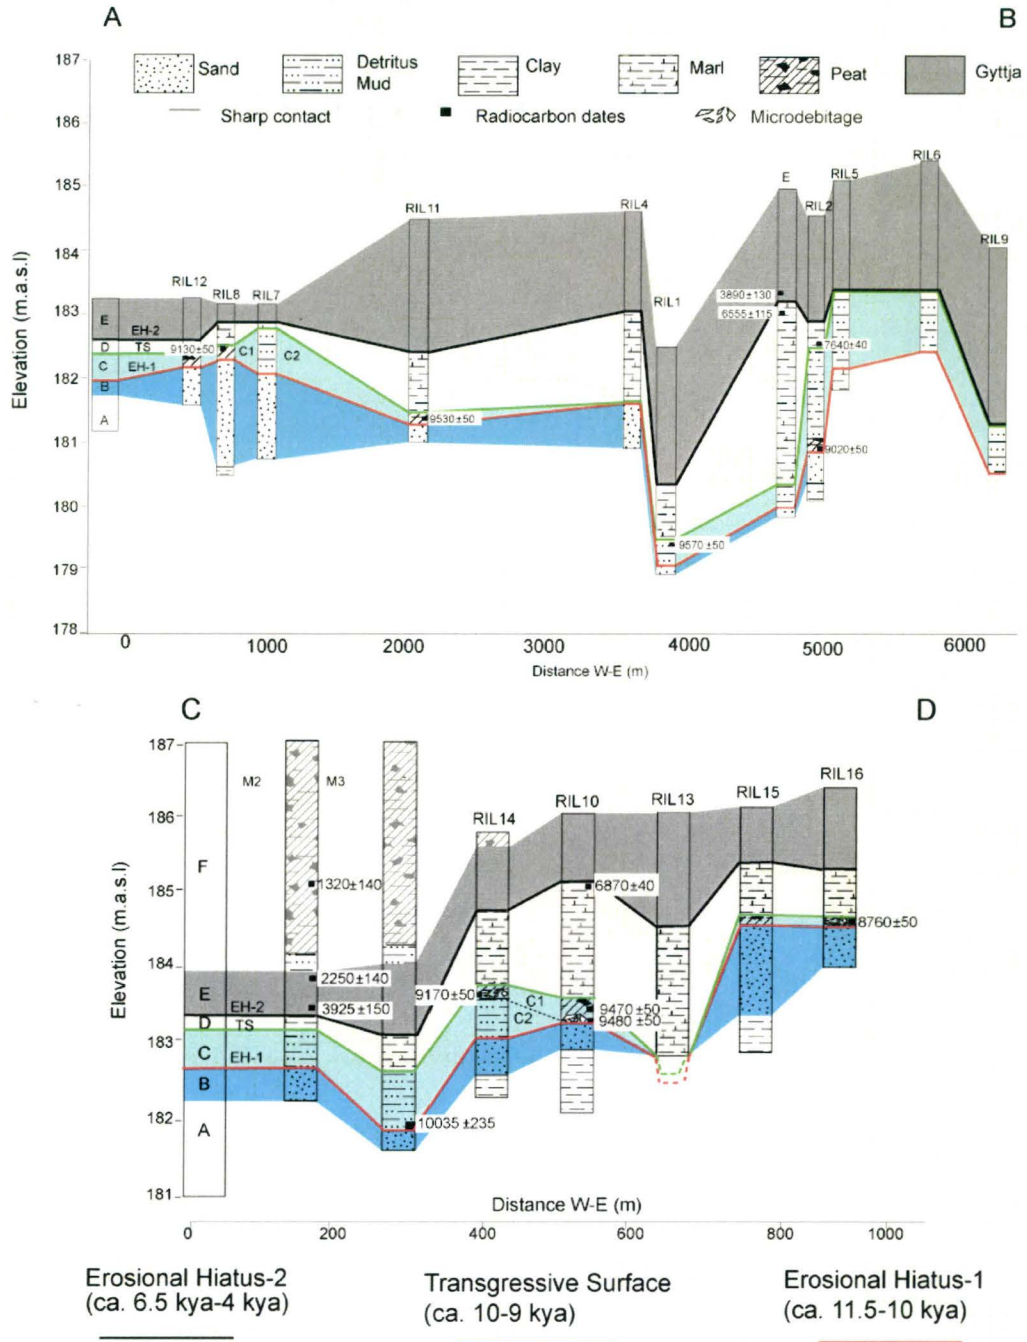 A
B
187
186
185
184
183
182
181
180
179
178
Elevation (m.a.s.l)
Sand
Detritus
Mud
Clay
Marl
Peat
Gyttja
Sharp contact
Radiocarbon dates
Microdebitage
RIL12
RIL8
RIL7
RIL11
RIL4
RIL1
E
RIL2
RIL5
RIL6
RIL9
E
EH-2
D
TS
C
EH-1
B
A
9130±50
C1
C2
9530±50
9570±50
3890±130
6555±115
7640±40
9020±50
0
1000
2000
3000
4000
5000
6000
Distance W-E (m)
C
D
187
186
185
184
183
182
181
Elevation (m.a.s.l)
M2
M3
RIL14
RIL10
RIL13
RIL15
RIL16
F
E
EH-2
D
TS
C
EH-1
B
A
1320±140
2250±140
3925±150
10035±235
9170±50
C1
C2
6870±40
9470±50
9480±50
8760±50
Distance W-E (m)
0
200
400
600
800
1000
Erosional Hiatus-2
(ca. 6.5 kya-4 kya)
Transgressive Surface
(ca. 10-9 kya)
Erosional Hiatus-1
(ca. 11.5-10 kya)